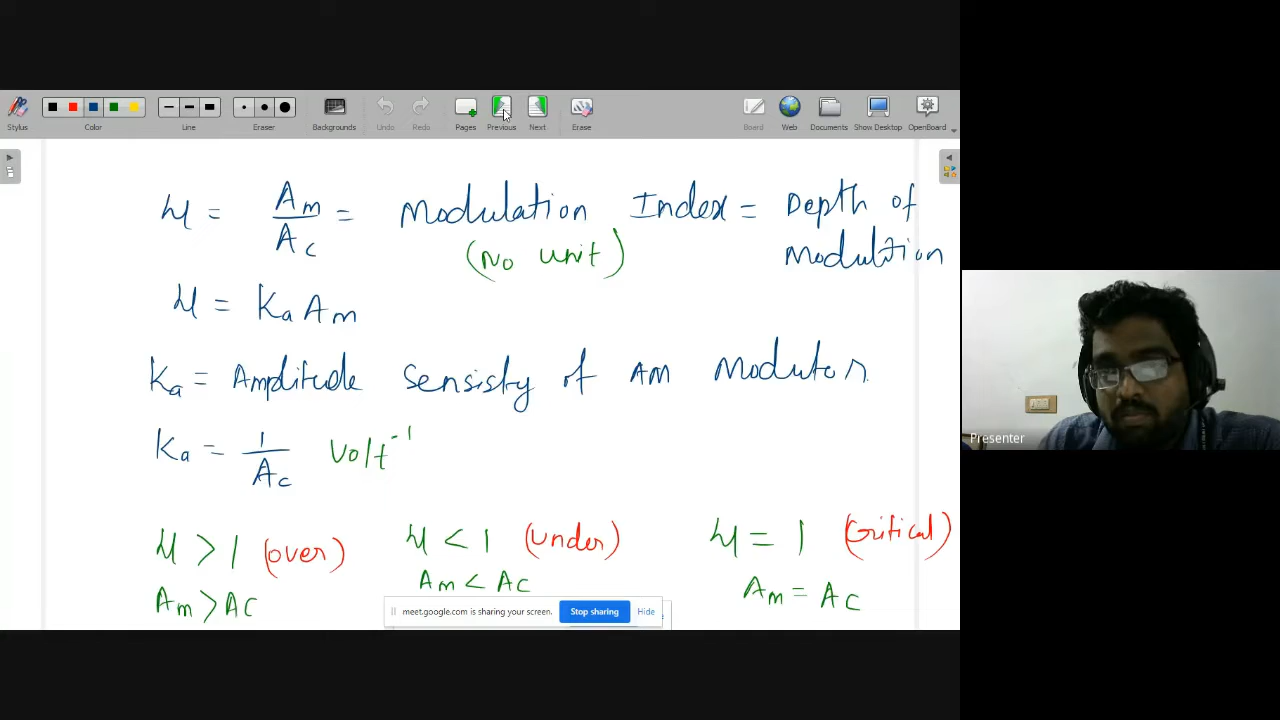 Stylus Color Line Eraser Backgrounds Undo Redo Pages Previous Next Erase Board Web Documents Show Desktop OpenBoard
μ = Am/Ac = Modulation Index = Depth of
(No unit) modulation
μ = Ka Am
Ka = Amplitude sensisty of AM Modutor
Ka = 1/Ac Volt⁻¹
μ > 1 (over) μ < 1 (under) μ = 1 (critical)
Am > Ac Am < Ac Am = Ac
meet.google.com is sharing your screen. Stop sharing Hide
Presenter